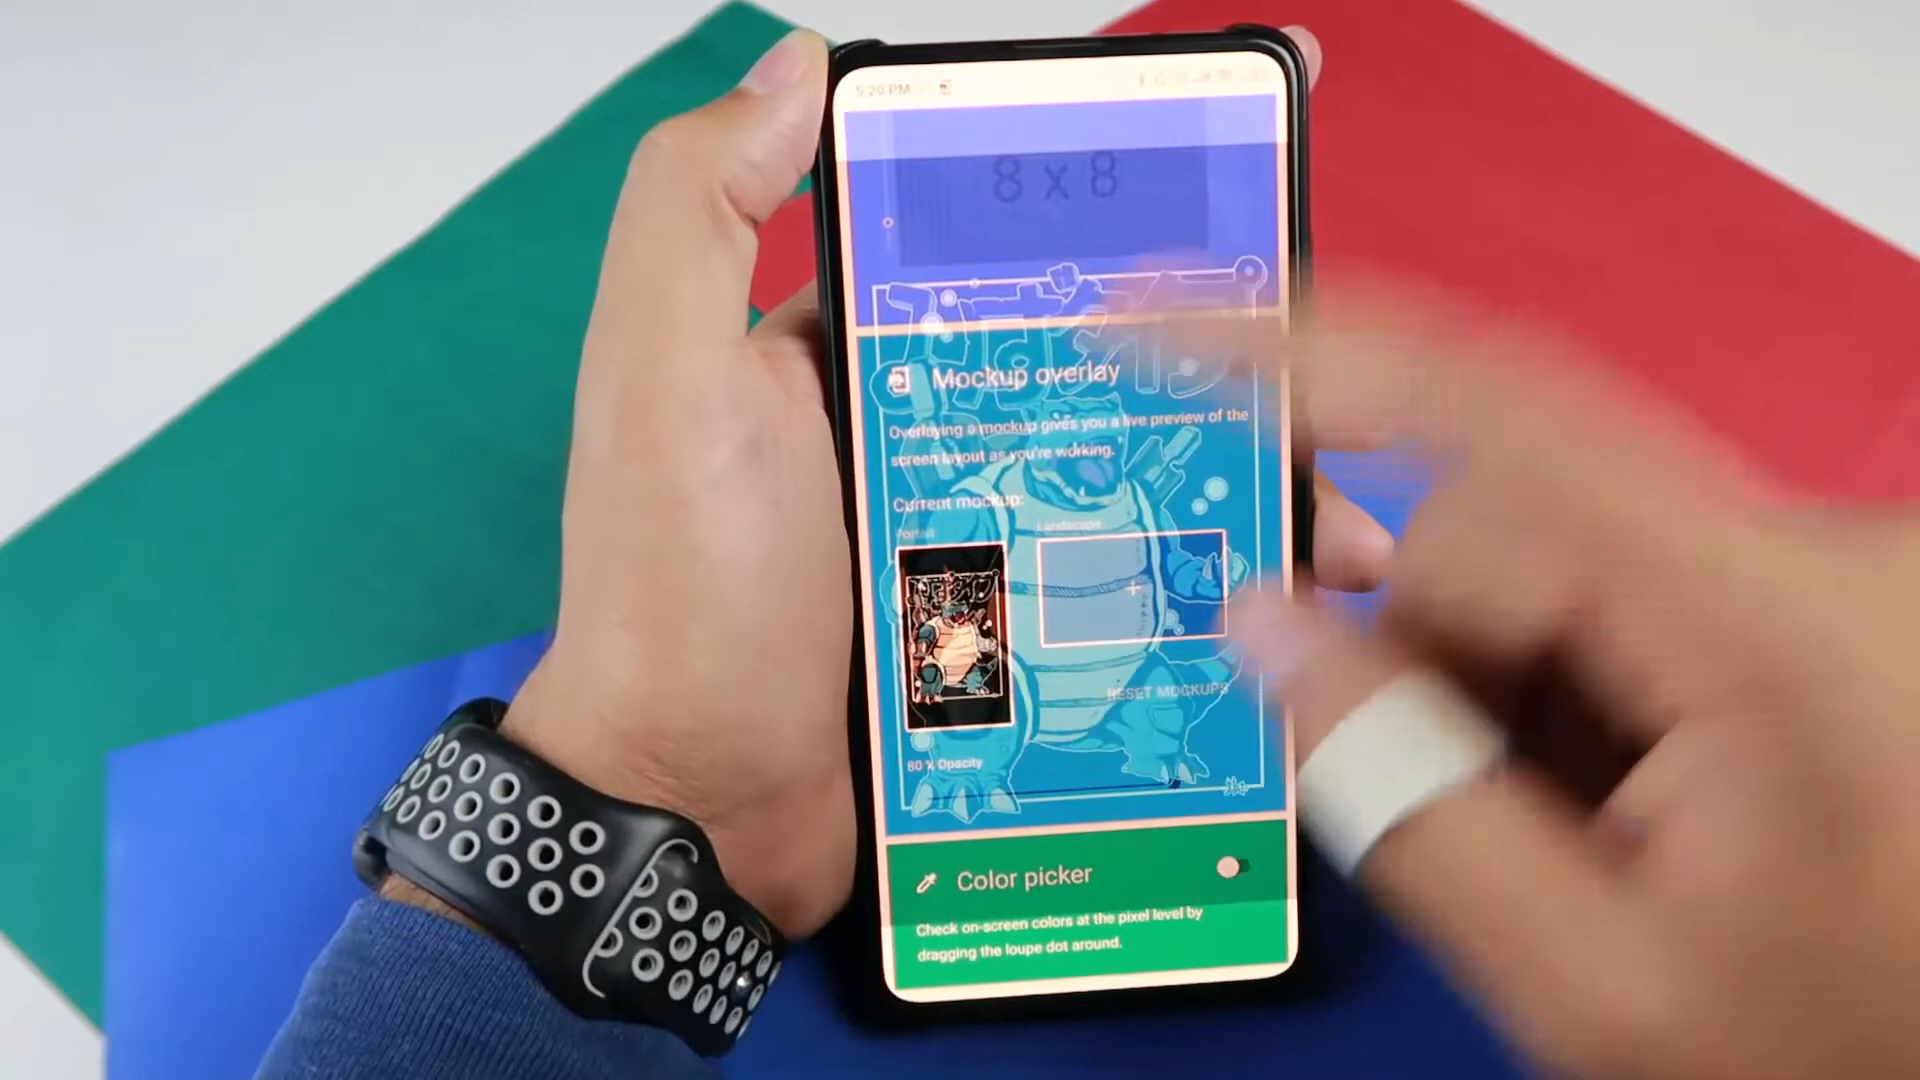 5:20 PM
8 x 8
Mockup overlay
Overlaying a mockup gives you a live preview of the
screen layout as you're working.
Current mockup:
Portrait
Landscape
RESET MOCKUPS
80 % Opacity
Color picker
Check on-screen colors at the pixel level by
dragging the loupe dot around.